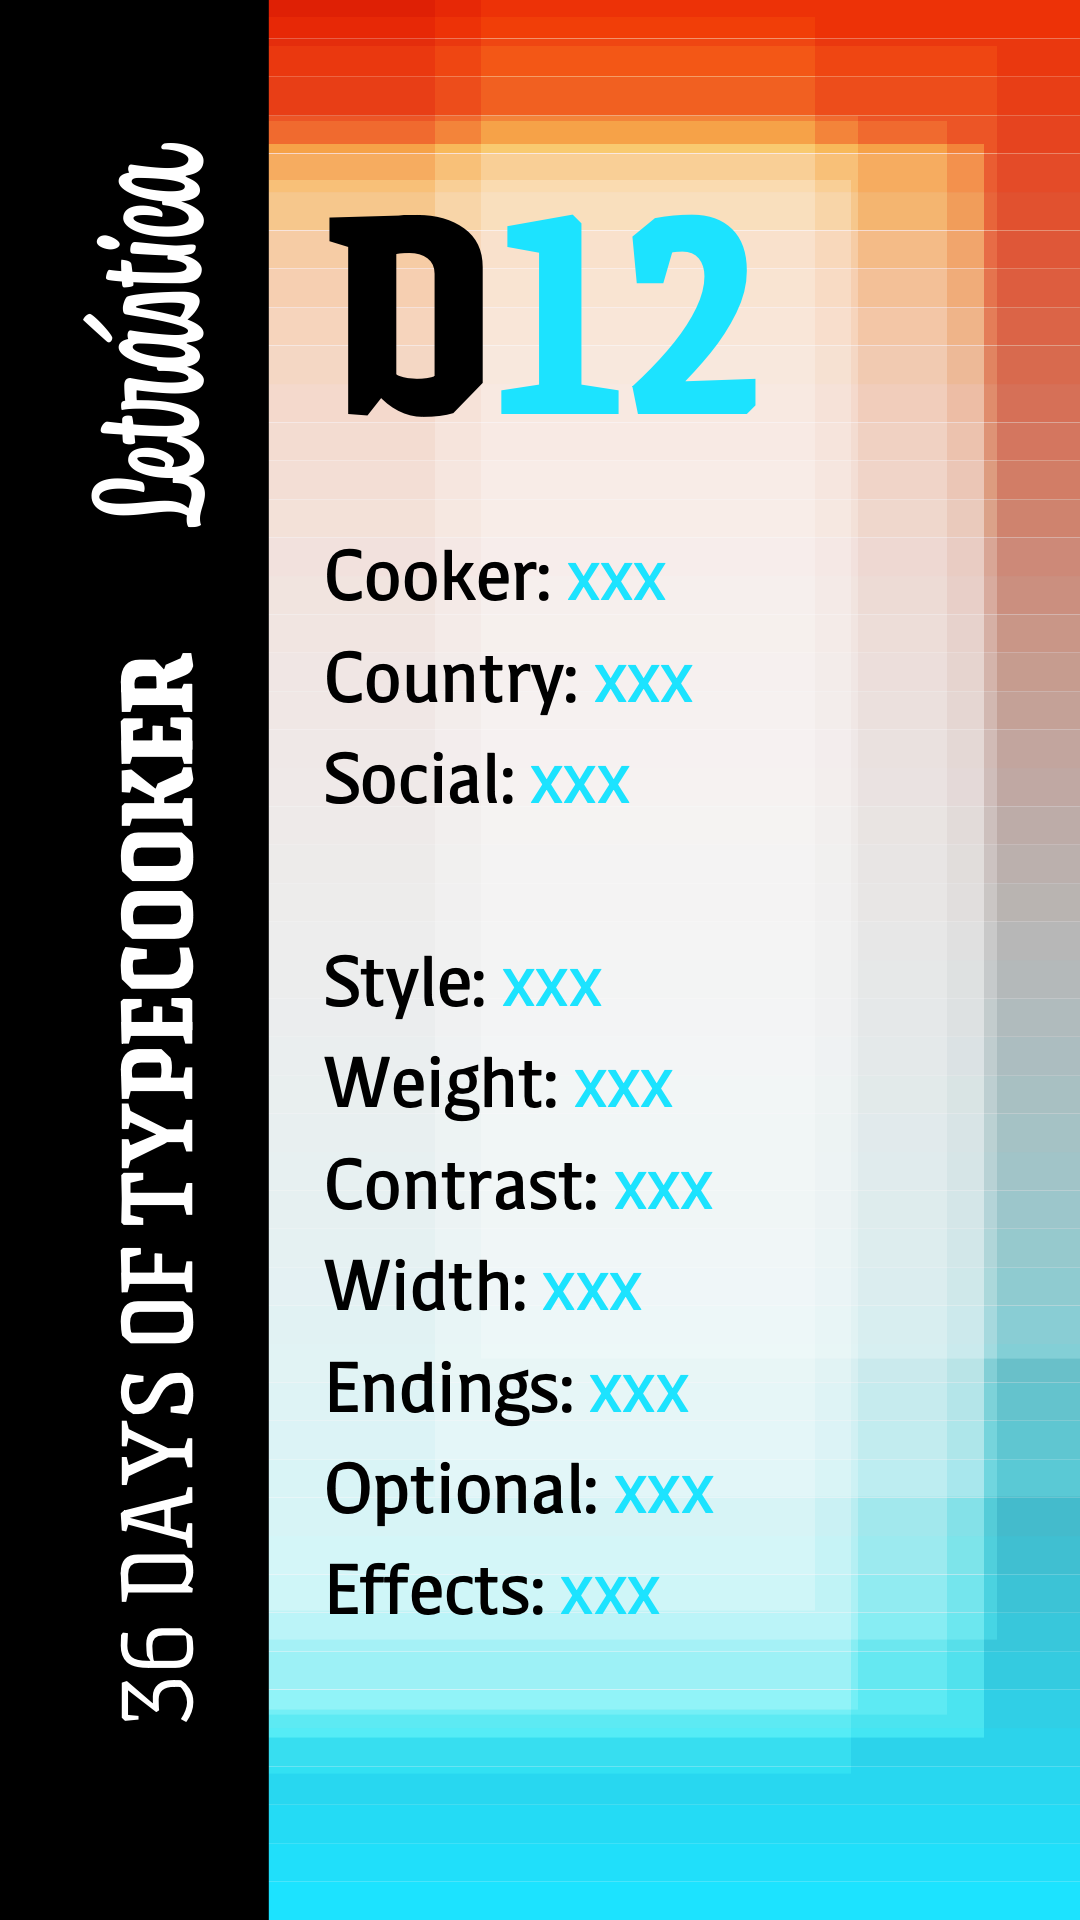 Letrástica
36 DAYS OF TYPECOOKER
D12
Cooker: xxx
Country: xxx
Social: xxx
Style: xxx
Weight: xxx
Contrast: xxx
Width: xxx
Endings: xxx
Optional: xxx
Effects: xxx